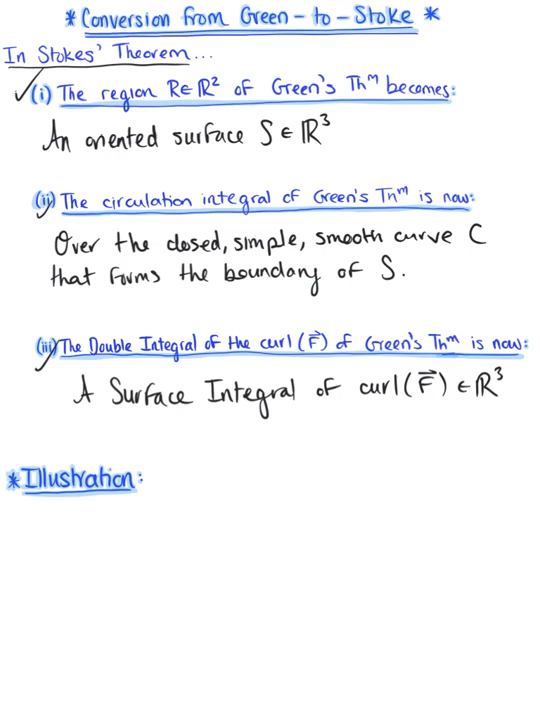 * Conversion from Green-to-Stoke *
In Stokes' Theorem...
(i) The region R∈ℝ² of Green's Thᵐ becomes:
An oriented surface S∈ℝ³
(ii) The circulation integral of Green's Thᵐ is now:
Over the closed, simple, smooth curve C
that forms the boundary of S.
(iii) The Double Integral of the curl(F⃗) of Green's Thᵐ is now:
A Surface Integral of curl(F⃗)∈ℝ³
* Illustration: